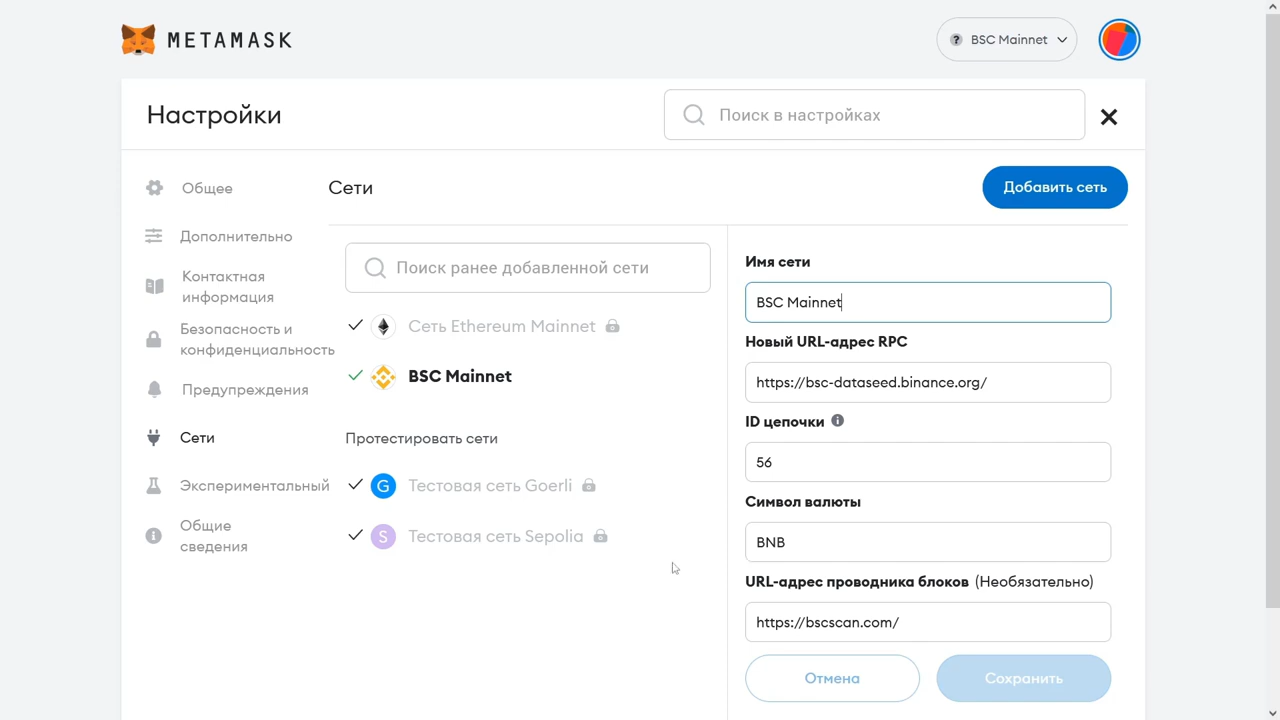 METAMASK
? BSC Mainnet
Настройки
Поиск в настройках
Общее
Дополнительно
Контактная
информация
Безопасность и
конфиденциальность
Предупреждения
Сети
Экспериментальный
Общие
сведения
Сети
Добавить сеть
Поиск ранее добавленной сети
Сеть Ethereum Mainnet
BSC Mainnet
Протестировать сети
G Тестовая сеть Goerli
S Тестовая сеть Sepolia
Имя сети
BSC Mainnet
Новый URL-адрес RPC
https://bsc-dataseed.binance.org/
ID цепочки
56
Символ валюты
BNB
URL-адрес проводника блоков (Необязательно)
https://bscscan.com/
Отмена
Сохранить